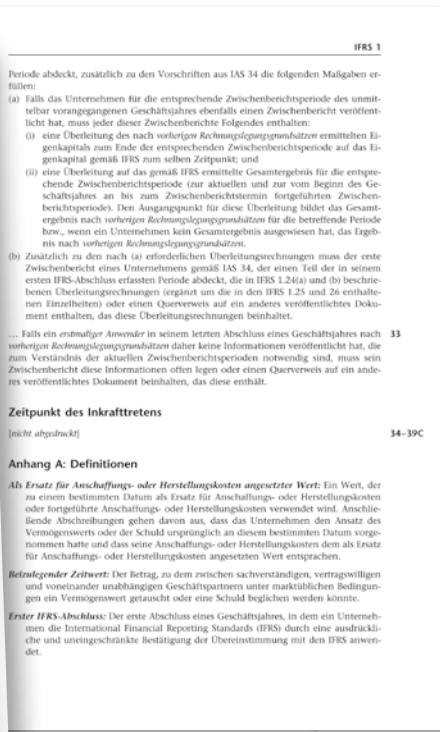 IFRS 1
Periode abdeckt, zusätzlich zu den Vorschriften aus IAS 34 die folgenden Maßgaben er-
füllen:
(a) Falls das Unternehmen für die entsprechende Zwischenberichtsperiode des unmit-
telbar vorangegangenen Geschäftsjahres ebenfalls einen Zwischenbericht veröffent-
licht hat, muss jeder dieser Zwischenberichte Folgendes enthalten:
(i) eine Überleitung des nach vorherigen Rechnungslegungsgrundsätzen ermittelten Ei-
genkapitals zum Ende der entsprechenden Zwischenberichtsperiode auf das Ei-
genkapital gemäß IFRS zum selben Zeitpunkt; und
(ii) eine Überleitung auf das gemäß IFRS ermittelte Gesamtergebnis für die entspre-
chende Zwischenberichtsperiode (zur aktuellen und zur vom Beginn des Ge-
schäftsjahres an bis zum Zwischenberichtstermin fortgeführten Zwischen-
berichtsperiode). Den Ausgangspunkt für diese Überleitung bildet das Gesamt-
ergebnis nach vorherigen Rechnungslegungsgrundsätzen für die betreffende Periode
bzw., wenn ein Unternehmen kein Gesamtergebnis ausgewiesen hat, das Ergeb-
nis nach vorherigen Rechnungslegungsgrundsätzen.
(b) Zusätzlich zu den nach (a) erforderlichen Überleitungsrechnungen muss der erste
Zwischenbericht eines Unternehmens gemäß IAS 34, der einen Teil der in seinem
ersten IFRS-Abschluss erfassten Periode abdeckt, die in IFRS 1.24(a) und (b) beschrie-
benen Überleitungsrechnungen (ergänzt um die in den IFRS 1.25 und 26 enthalte-
nen Einzelheiten) oder einen Querverweis auf ein anderes veröffentlichtes Doku-
ment enthalten, das diese Überleitungsrechnungen beinhaltet.
... Falls ein erstmaliger Anwender in seinem letzten Abschluss eines Geschäftsjahres nach 33
vorherigen Rechnungslegungsgrundsätzen daher keine Informationen veröffentlicht hat, die
zum Verständnis der aktuellen Zwischenberichtsperioden notwendig sind, muss sein
Zwischenbericht diese Informationen offen legen oder einen Querverweis auf ein ande-
res veröffentlichtes Dokument beinhalten, das diese enthält.
Zeitpunkt des Inkrafttretens
[nicht abgedruckt] 34–39C
Anhang A: Definitionen
Als Ersatz für Anschaffungs- oder Herstellungskosten angesetzter Wert: Ein Wert, der
zu einem bestimmten Datum als Ersatz für Anschaffungs- oder Herstellungskosten
oder fortgeführte Anschaffungs- oder Herstellungskosten verwendet wird. Anschlie-
ßende Abschreibungen gehen davon aus, dass das Unternehmen den Ansatz des
Vermögenswerts oder der Schuld ursprünglich an diesem bestimmten Datum vorge-
nommen hatte und dass seine Anschaffungs- oder Herstellungskosten dem als Ersatz
für Anschaffungs- oder Herstellungskosten angesetzten Wert entsprachen.
Beizulegender Zeitwert: Der Betrag, zu dem zwischen sachverständigen, vertragswilligen
und voneinander unabhängigen Geschäftspartnern unter marktüblichen Bedingun-
gen ein Vermögenswert getauscht oder eine Schuld beglichen werden könnte.
Erster IFRS-Abschluss: Der erste Abschluss eines Geschäftsjahres, in dem ein Unterneh-
men die International Financial Reporting Standards (IFRS) durch eine ausdrückli-
che und uneingeschränkte Bestätigung der Übereinstimmung mit den IFRS anwen-
det.